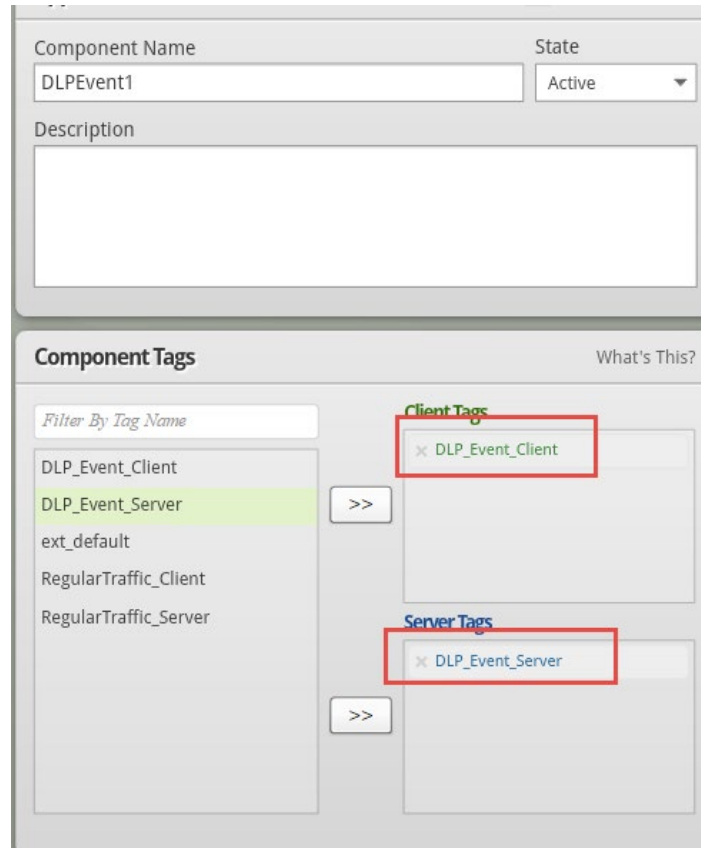 Component Name
State
DLPEvent1
Active
Description
Component Tags
What's This?
Filter By Tag Name
DLP_Event_Client
DLP_Event_Server
ext_default
RegularTraffic_Client
RegularTraffic_Server
>>
>>
Client Tags
× DLP_Event_Client
Server Tags
× DLP_Event_Server